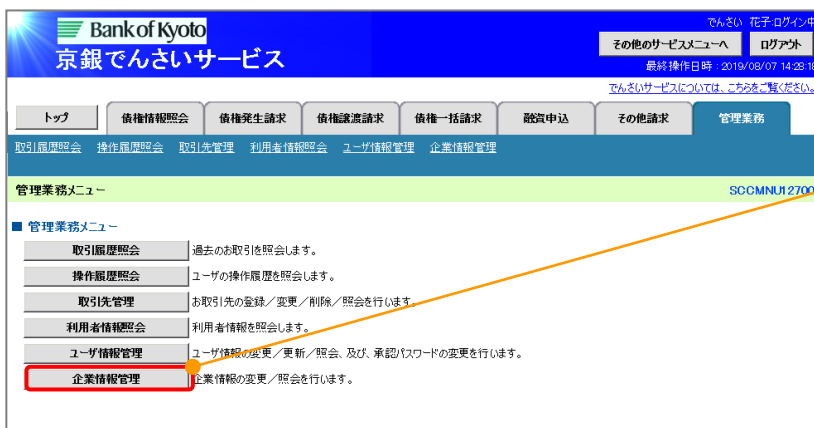 でんさい 花子:ログイン中
Bank of Kyoto
京銀でんさいサービス
その他のサービスメニューへ ログアウト
最終操作日時：2019/08/07 14:28:18
でんさいサービスについては、こちらをご覧ください。
トップ 債権情報照会 債権発生請求 債権譲渡請求 債権一括請求 融資申込 その他請求 管理業務
取引履歴照会 操作履歴照会 取引先管理 利用者情報照会 ユーザ情報管理 企業情報管理
管理業務メニュー SCCMNU12700
■ 管理業務メニュー
取引履歴照会 過去のお取引を照会します。
操作履歴照会 ユーザの操作履歴を照会します。
取引先管理 お取引先の登録／変更／削除／照会を行います。
利用者情報照会 利用者情報を照会します。
ユーザ情報管理 ユーザ情報の変更／更新／照会、及び、承認パスワードの変更を行います。
企業情報管理 企業情報の変更／照会を行います。